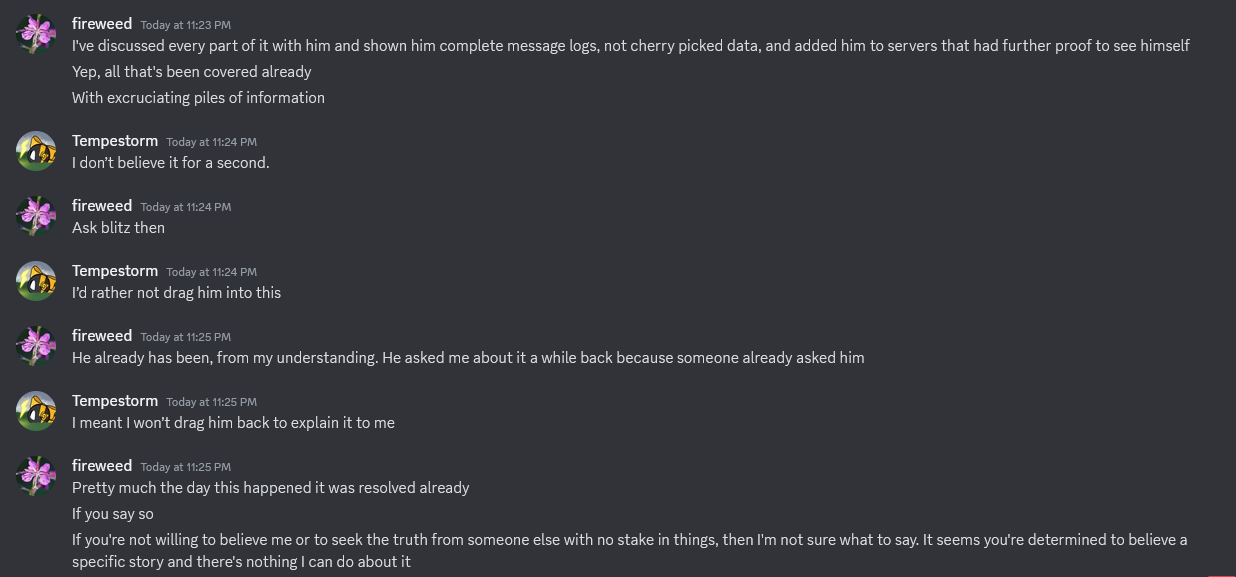 fireweed Today at 11:23 PM
I've discussed every part of it with him and shown him complete message logs, not cherry picked data, and added him to servers that had further proof to see himself
Yep, all that's been covered already
With excruciating piles of information
Tempestorm Today at 11:24 PM
I don't believe it for a second.
fireweed Today at 11:24 PM
Ask blitz then
Tempestorm Today at 11:24 PM
I'd rather not drag him into this
fireweed Today at 11:25 PM
He already has been, from my understanding. He asked me about it a while back because someone already asked him
Tempestorm Today at 11:25 PM
I meant I won't drag him back to explain it to me
fireweed Today at 11:25 PM
Pretty much the day this happened it was resolved already
If you say so
If you're not willing to believe me or to seek the truth from someone else with no stake in things, then I'm not sure what to say. It seems you're determined to believe a
specific story and there's nothing I can do about it